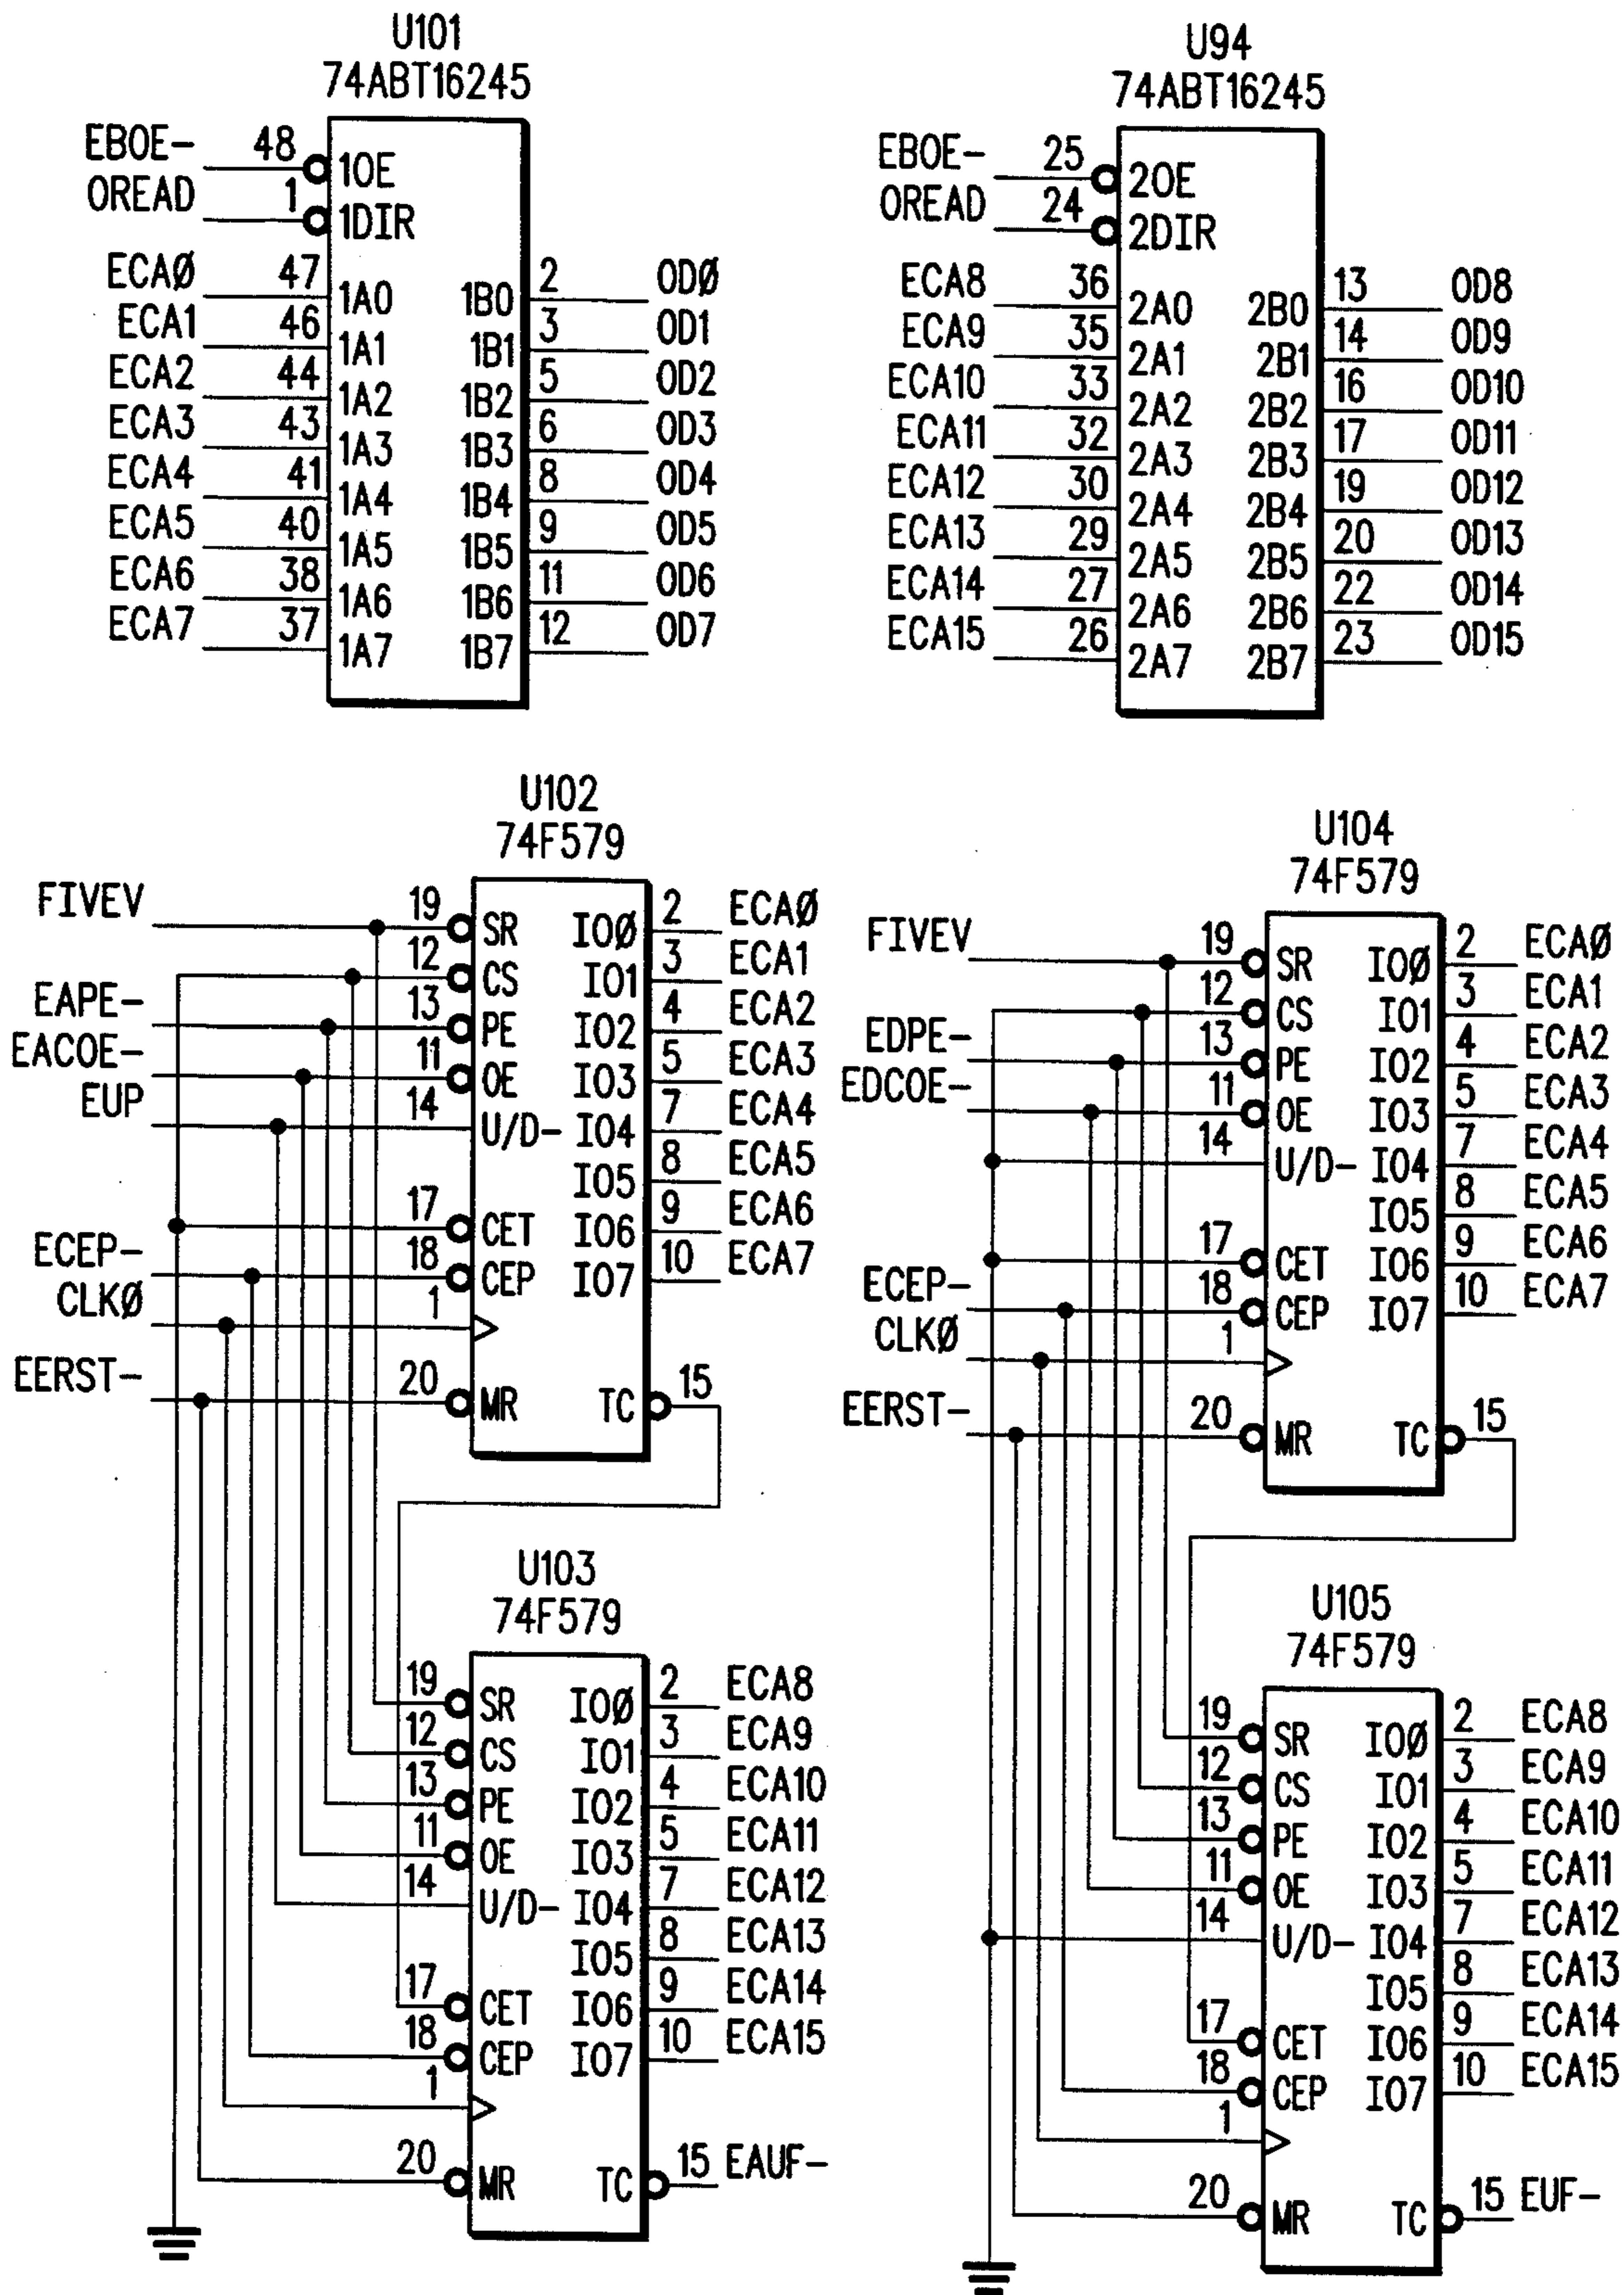 U101
74ABT16245
EBOE- 48 1OE
OREAD 1 1DIR
ECAØ 47 1A0 1B0 2 ODØ
ECA1 46 1A1 1B1 3 OD1
ECA2 44 1A2 1B2 5 OD2
ECA3 43 1A3 1B3 6 OD3
ECA4 41 1A4 1B4 8 OD4
ECA5 40 1A5 1B5 9 OD5
ECA6 38 1A6 1B6 11 OD6
ECA7 37 1A7 1B7 12 OD7
U94
74ABT16245
EBOE- 25 2OE
OREAD 24 2DIR
ECA8 36 2A0 2B0 13 OD8
ECA9 35 2A1 2B1 14 OD9
ECA10 33 2A2 2B2 16 OD10
ECA11 32 2A3 2B3 17 OD11
ECA12 30 2A4 2B4 19 OD12
ECA13 29 2A5 2B5 20 OD13
ECA14 27 2A6 2B6 22 OD14
ECA15 26 2A7 2B7 23 OD15
U102
74F579
FIVEV 19 SR IOØ 2 ECAØ
12 CS IO1 3 ECA1
EAPE- 13 PE IO2 4 ECA2
EACOE- 11 OE IO3 5 ECA3
EUP 14 U/D- IO4 7 ECA4
IO5 8 ECA5
17 CET IO6 9 ECA6
ECEP- 18 CEP IO7 10 ECA7
CLKØ 1
EERST- 20 MR TC 15
U103
74F579
19 SR IOØ 2 ECA8
12 CS IO1 3 ECA9
13 PE IO2 4 ECA10
11 OE IO3 5 ECA11
14 U/D- IO4 7 ECA12
IO5 8 ECA13
17 CET IO6 9 ECA14
18 CEP IO7 10 ECA15
1
20 MR TC 15 EAUF-
U104
74F579
FIVEV 19 SR IOØ 2 ECAØ
12 CS IO1 3 ECA1
EDPE- 13 PE IO2 4 ECA2
EDCOE- 11 OE IO3 5 ECA3
14 U/D- IO4 7 ECA4
IO5 8 ECA5
17 CET IO6 9 ECA6
ECEP- 18 CEP IO7 10 ECA7
CLKØ 1
EERST- 20 MR TC 15
U105
74F579
19 SR IOØ 2 ECA8
12 CS IO1 3 ECA9
13 PE IO2 4 ECA10
11 OE IO3 5 ECA11
14 U/D- IO4 7 ECA12
IO5 8 ECA13
17 CET IO6 9 ECA14
18 CEP IO7 10 ECA15
1
20 MR TC 15 EUF-